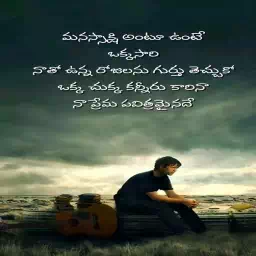 మనస్సాక్షి అంటూ ఉంటే
ఒక్కసారి
నాతో ఉన్న రోజులను గుర్తు తెచ్చుకో
ఒక్క చుక్క కన్నీరు కారినా
నా ప్రేమ పవిత్రమైనదే